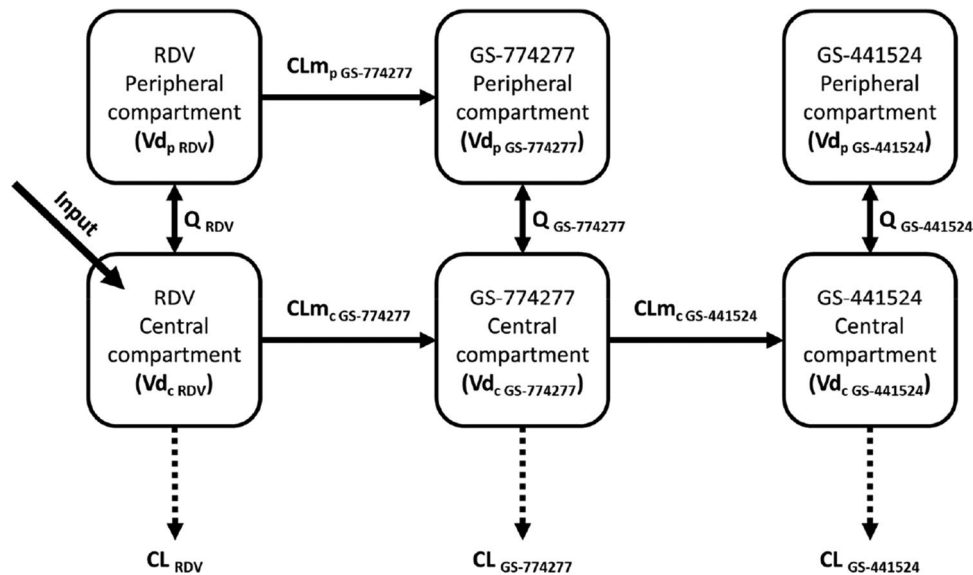 RDV
Peripheral
compartment
(Vdp RDV)
CLmp GS-774277
GS-774277
Peripheral
compartment
(Vdp GS-774277)
GS-441524
Peripheral
compartment
(Vdp GS-441524)
Input
Q RDV
Q GS-774277
Q GS-441524
RDV
Central
compartment
(Vdc RDV)
CLmc GS-774277
GS-774277
Central
compartment
(Vdc GS-774277)
CLmc GS-441524
GS-441524
Central
compartment
(Vdc GS-441524)
CL RDV
CL GS-774277
CL GS-441524